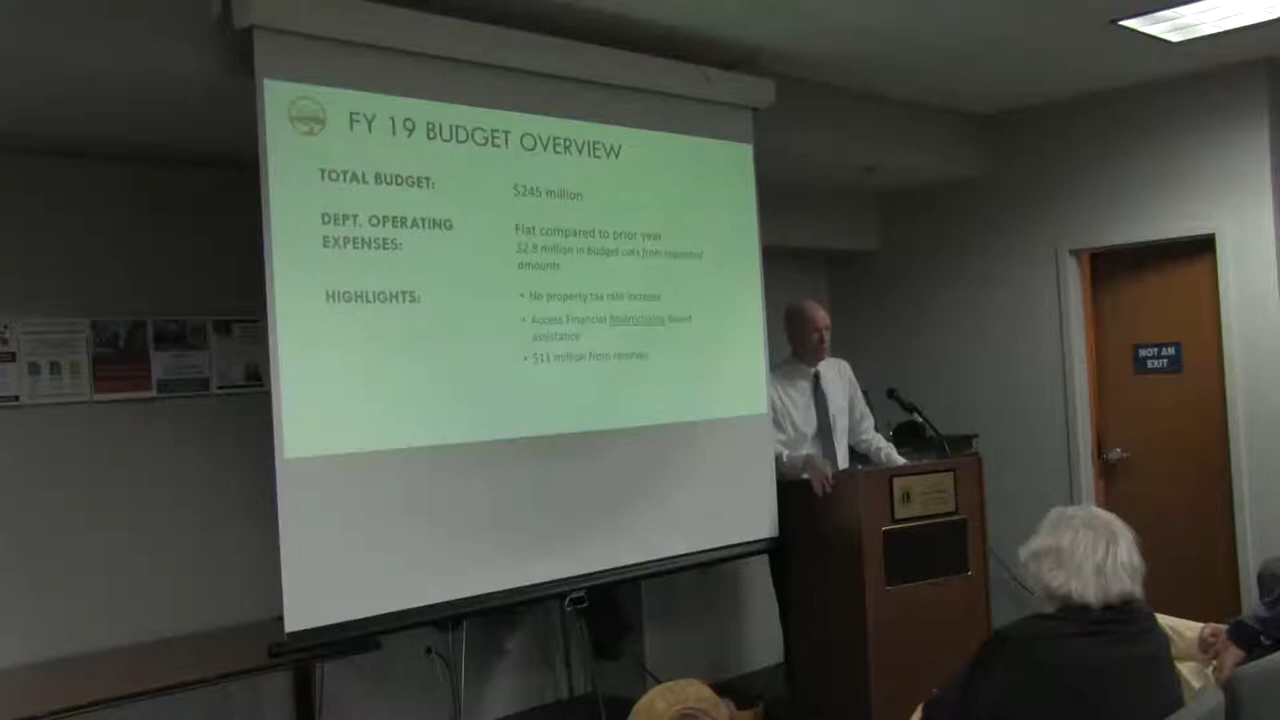 FY 19 BUDGET OVERVIEW
TOTAL BUDGET:
$245 million
DEPT. OPERATING
EXPENSES:
Flat compared to prior year
$2.9 million in budget cuts from requested
amounts
HIGHLIGHTS:
• No property tax rate increase
• Access Financial Restructuring Board
assistance
• $11 million from reserves
NOT AN
EXIT